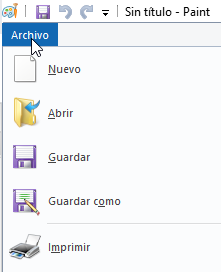 Sin título - Paint
Archivo
Nuevo
Abrir
Guardar
Guardar como
Imprimir